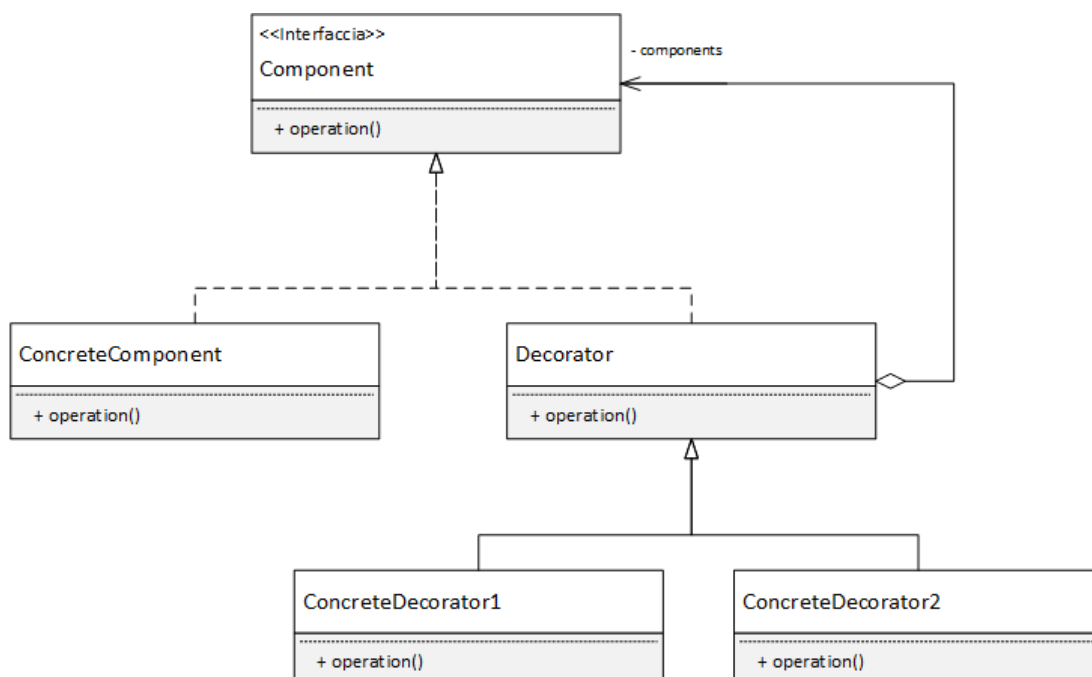 <<Interfaccia>>
Component
- components
+ operation()
ConcreteComponent
Decorator
+ operation()
+ operation()
ConcreteDecorator1
ConcreteDecorator2
+ operation()
+ operation()